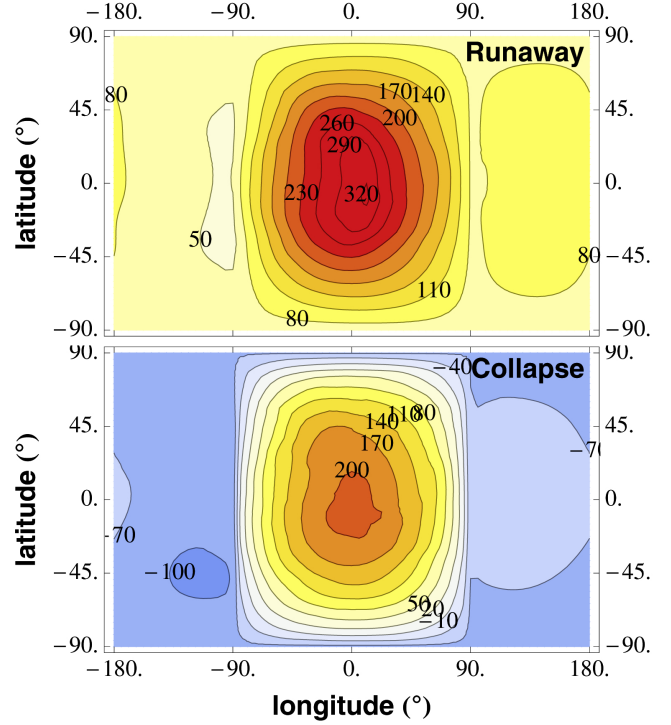 −180. −90. 0. 90. 180.
90. Runaway 90.
80 170 140
45. 260 200 45.
290
latitude (°) 0. 230 320 0.
50
−45. 80 −45.
110
80
−90. −90.
90. −40 Collapse 90.
45. 140 110 80 45.
170 −70
200
latitude (°) 0. 0.
-70
−45. −100 −45.
50 20
−10
−90. −90.
−180. −90. 0. 90. 180.
longitude (°)